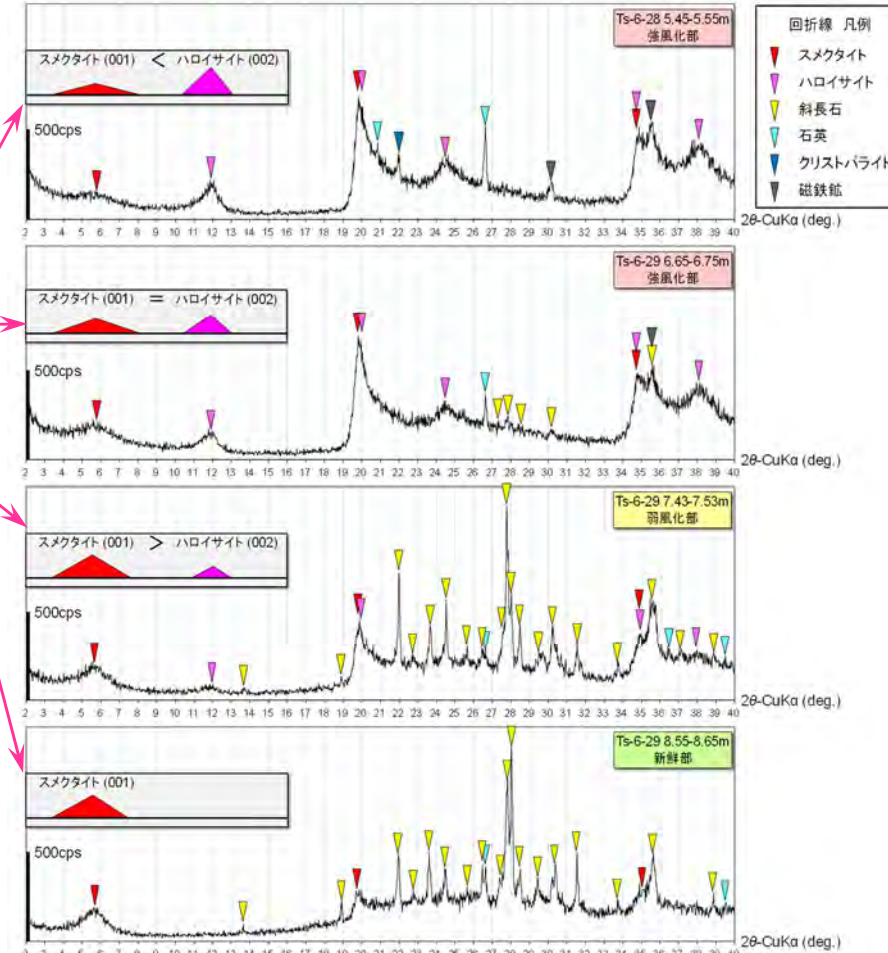 Ts-6-28 5.45-5.55m
強風化部
スメクタイト (001) < ハロイサイト (002)
500cps
2 3 4 5 6 7 8 9 10 11 12 13 14 15 16 17 18 19 20 21 22 23 24 25 26 27 28 29 30 31 32 33 34 35 36 37 38 39 40
2θ-CuKα (deg.)
回折線 凡例
スメクタイト
ハロイサイト
斜長石
石英
クリストバライト
磁鉄鉱
Ts-6-29 6.65-6.75m
強風化部
スメクタイト (001) = ハロイサイト (002)
500cps
2 3 4 5 6 7 8 9 10 11 12 13 14 15 16 17 18 19 20 21 22 23 24 25 26 27 28 29 30 31 32 33 34 35 36 37 38 39 40
2θ-CuKα (deg.)
Ts-6-29 7.43-7.53m
弱風化部
スメクタイト (001) > ハロイサイト (002)
500cps
2 3 4 5 6 7 8 9 10 11 12 13 14 15 16 17 18 19 20 21 22 23 24 25 26 27 28 29 30 31 32 33 34 35 36 37 38 39 40
2θ-CuKα (deg.)
Ts-6-29 8.55-8.65m
新鮮部
スメクタイト (001)
500cps
2θ-CuKα (deg.)